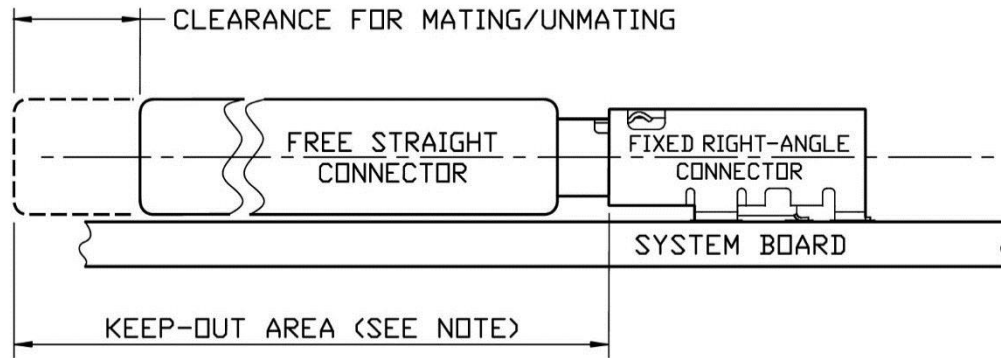 CLEARANCE FOR MATING/UNMATING
FREE STRAIGHT
CONNECTOR
FIXED RIGHT-ANGLE
CONNECTOR
SYSTEM BOARD
KEEP-OUT AREA (SEE NOTE)